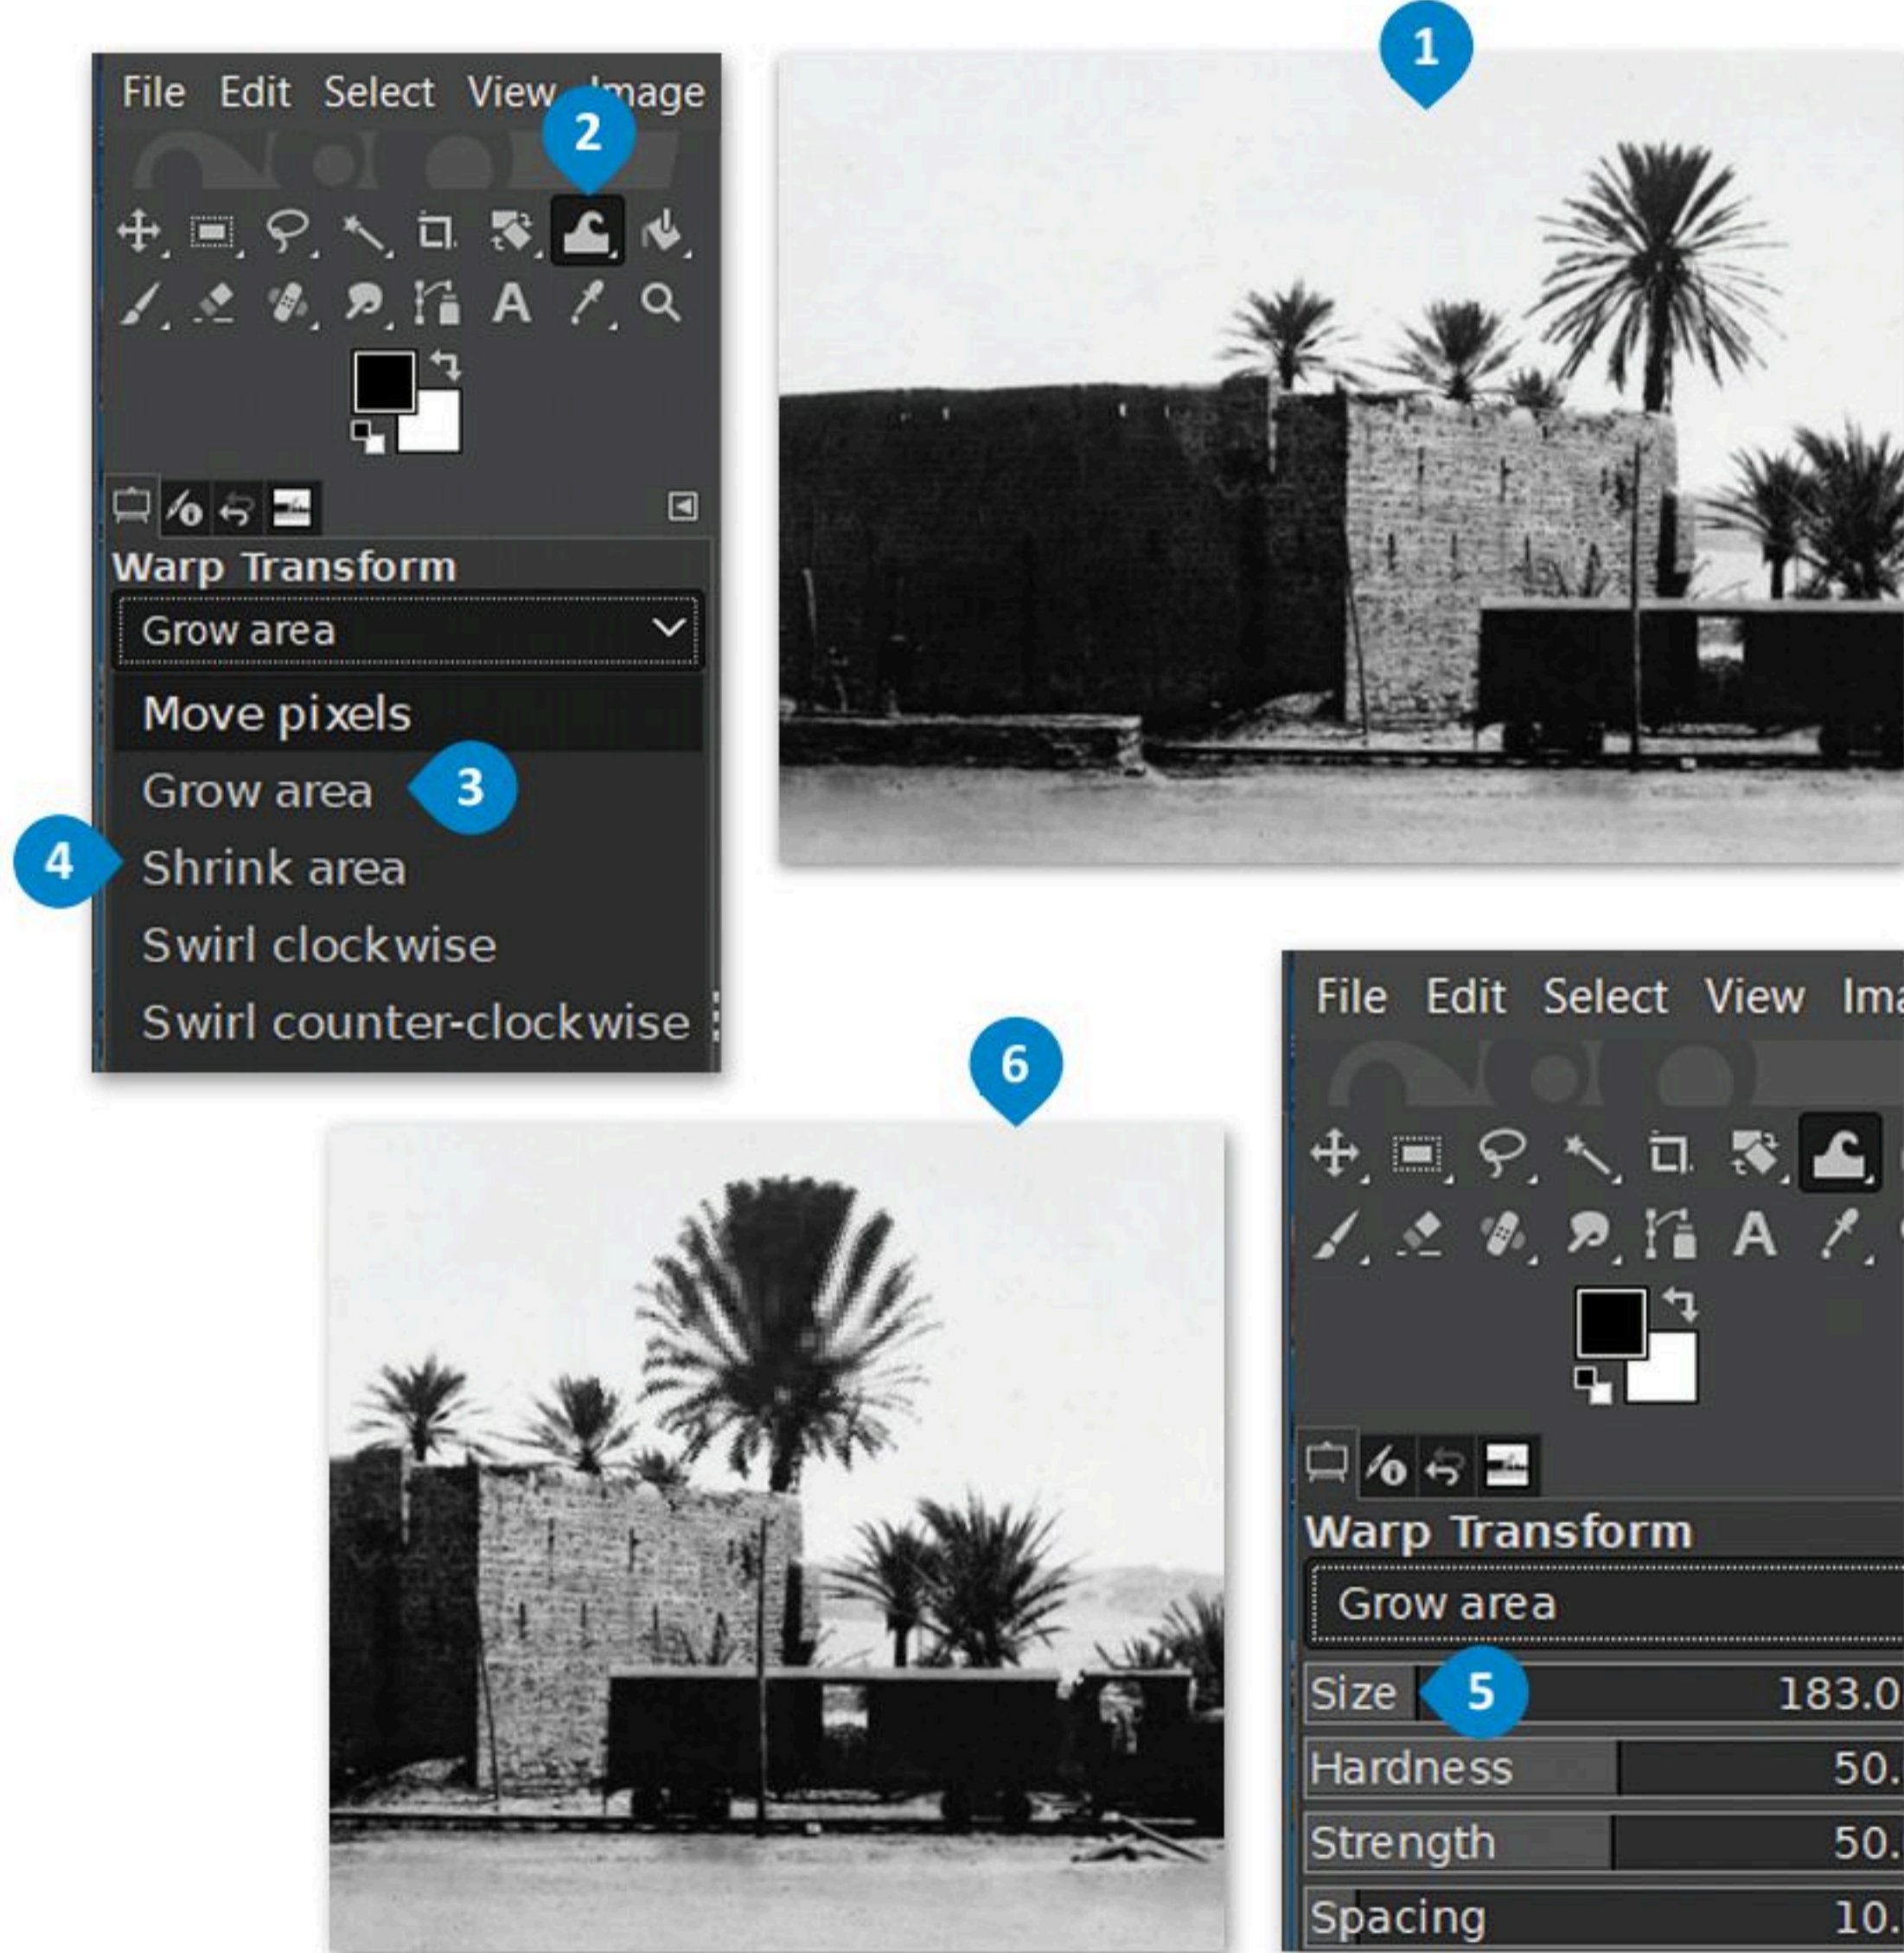 1
File Edit Select View Image
2
A
Warp Transform
Grow area
Move pixels
Grow area
3
4
Shrink area
Swirl clockwise
Swirl counter-clockwise
6
File Edit Select View Ima
A
Warp Transform
Grow area
Size
5
183.0
Hardness 50.
Strength 50.
Spacing 10.